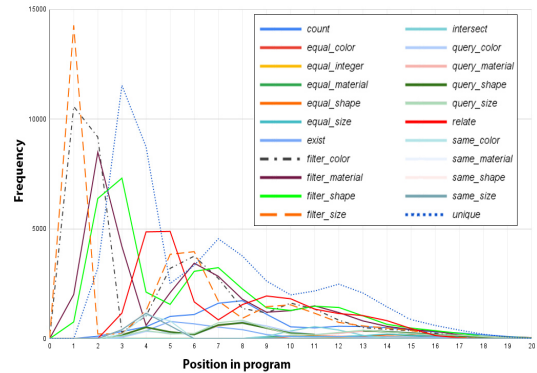 15000
10000
5000
0
Frequency
count
equal_color
equal_integer
equal_material
equal_shape
equal_size
exist
filter_color
filter_material
filter_shape
filter_size
intersect
query_color
query_material
query_shape
query_size
relate
same_color
same_material
same_shape
same_size
unique
0 1 2 3 4 5 6 7 8 9 10 11 12 13 14 15 16 17 18 19 20
Position in program